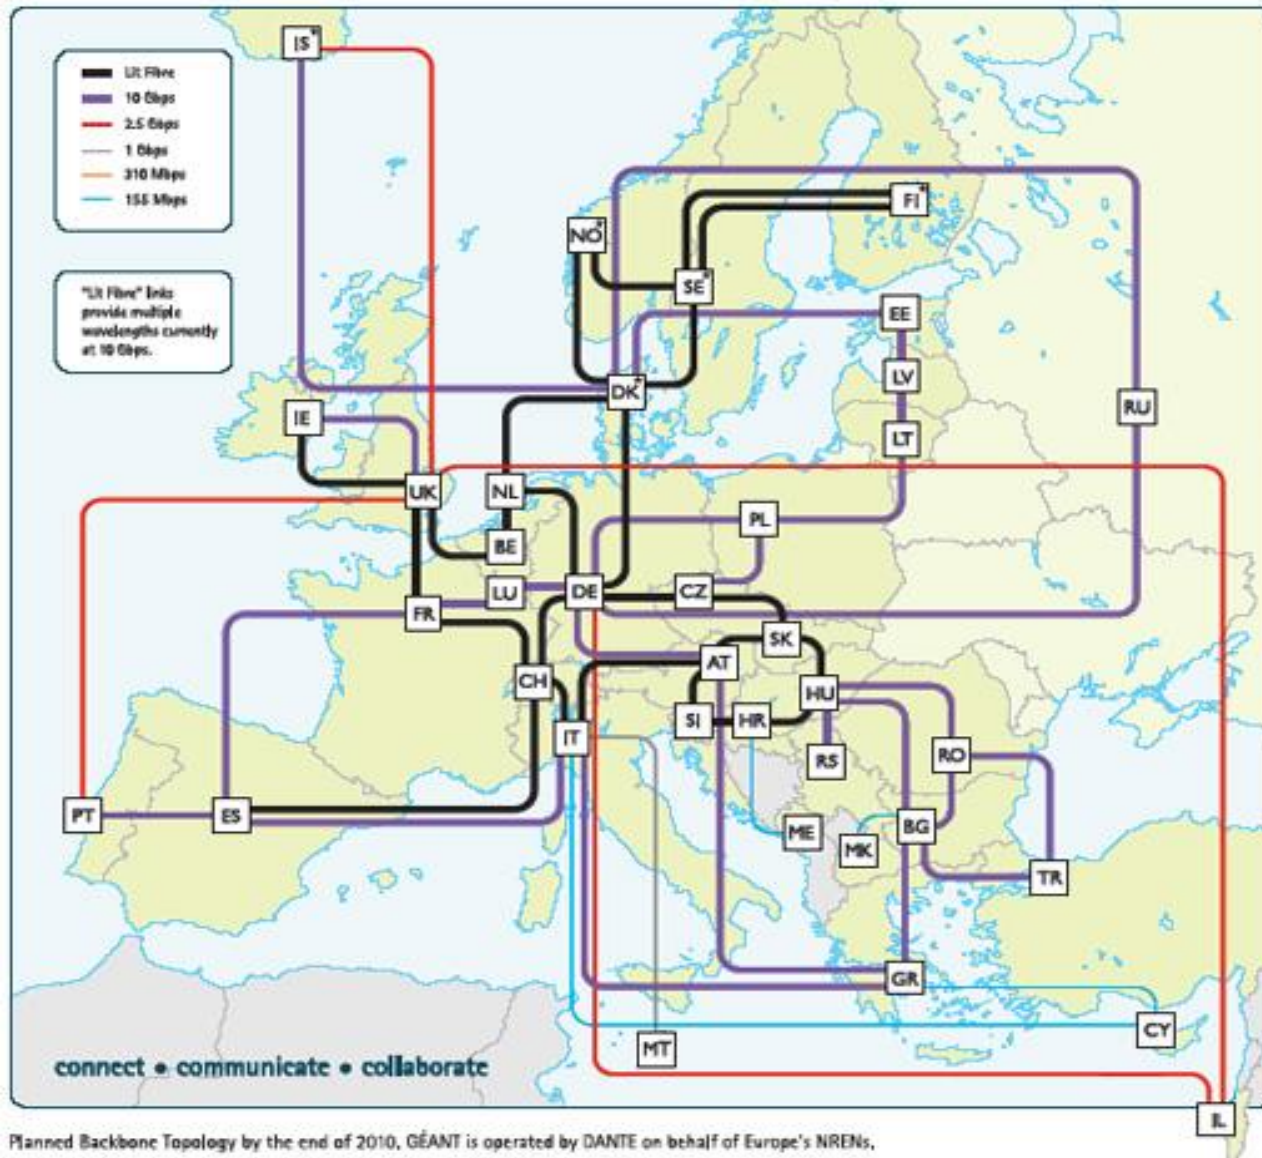 IS*
Lit Fibre
10 Gbps
2.5 Gbps
1 Gbps
310 Mbps
155 Mbps
FI*
NO*
"Lit Fibre" links
provide multiple
wavelengths currently
at 10 Gbps.
SE*
EE
LV
DK*
RU
IE
LT
UK
NL
PL
BE
LU
DE
CZ
FR
SK
AT
CH
HU
SI
HR
IT
RO
RS
PT
ES
ME
BG
MK
TR
GR
CY
MT
connect • communicate • collaborate
IL
Planned Backbone Topology by the end of 2010. GÉANT is operated by DANTE on behalf of Europe's NRENs.